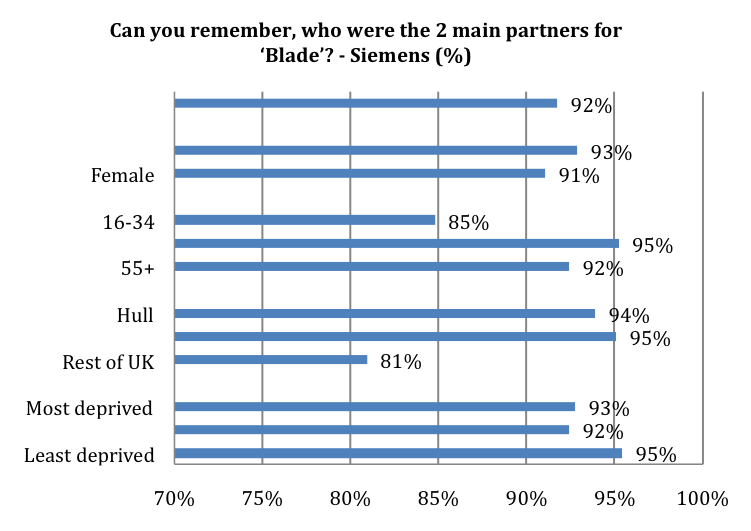 Can you remember, who were the 2 main partners for
‘Blade’? - Siemens (%)
92%
93%
Female 91%
16-34 85%
95%
55+ 92%
Hull 94%
95%
Rest of UK 81%
Most deprived 93%
92%
Least deprived 95%
70% 75% 80% 85% 90% 95% 100%